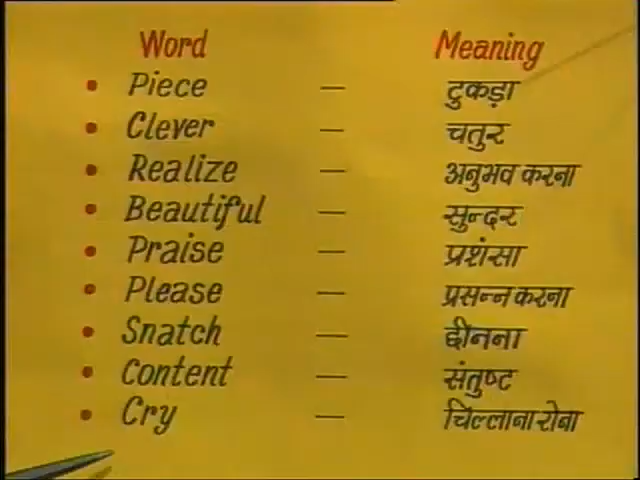 Word Meaning
• Piece — टुकड़ा
• Clever — चतुर
• Realize — अनुभव करना
• Beautiful — सुन्दर
• Praise — प्रशंसा
• Please — प्रसन्न करना
• Snatch — छीनना
• Content — संतुष्ट
• Cry — चिल्लाना रोना